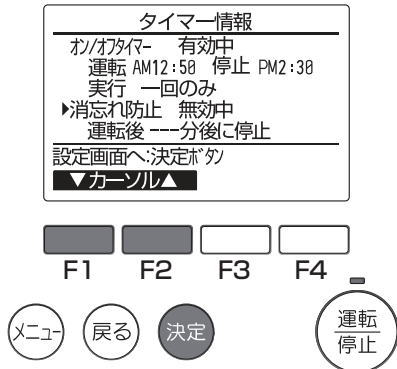 タイマー情報
オン/オフタイマー 有効中
運転 AM12:50 停止 PM2:30
実行 一回のみ
▶消忘れ防止 無効中
運転後 ---分後に停止
設定画面へ:決定ボタン
▼カーソル▲
F1 F2 F3 F4
メニュー 戻る 決定 運転
停止